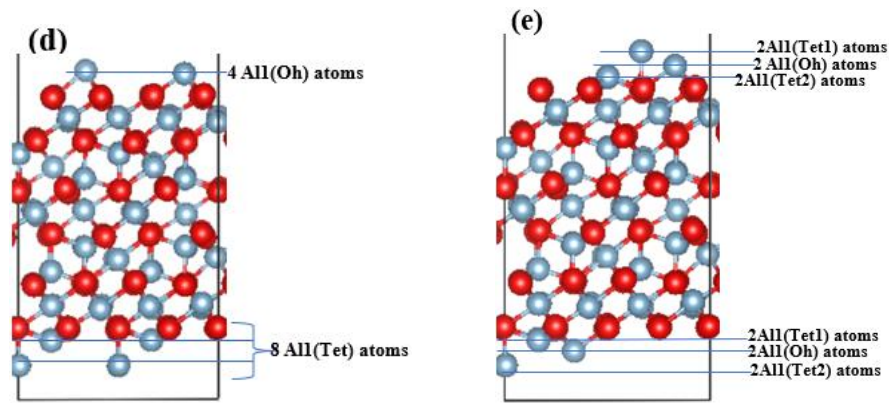 (d)
4 Al1(Oh) atoms
8 Al1(Tet) atoms
(e)
2Al1(Tet1) atoms
2 Al1(Oh) atoms
2Al1(Tet2) atoms
2Al1(Tet1) atoms
2Al1(Oh) atoms
2Al1(Tet2) atoms